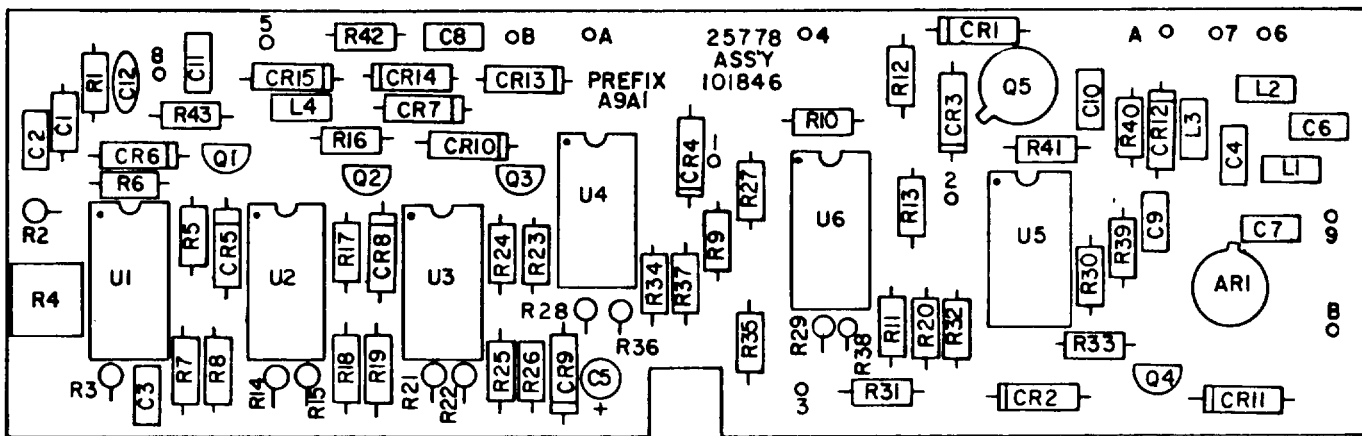 5
R42
C8
B
A
25778
ASS'Y
101846
4
CR1
A
7
6
R1
C12
8
C11
CR15
CR14
CR13
PREFIX
A9A1
R12
CR3
Q5
C10
L2
C2
C1
R43
L4
CR7
R10
R40
CR12
L3
C6
R16
CR10
CR4
1
R41
C4
CR6
Q1
Q2
Q3
U4
R27
L1
R6
U6
R13
2
U5
C9
R2
R5
CR5
R17
CR8
R24
R23
R9
R39
C7
9
R4
U1
U2
U3
R34
R37
R30
AR1
R28
R36
R35
R29
R38
R11
R20
R32
R33
B
R3
C3
R7
R8
R14
R15
R18
R19
R21
R22
R25
R26
CR9
C5
+
3
R31
CR2
Q4
CR11